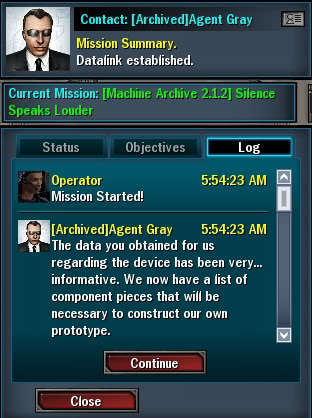 Contact: [Archived]Agent Gray
Mission Summary.
Datalink established.
Current Mission: [Machine Archive 2.1.2] Silence
Speaks Louder
Status Objectives Log
Operator 5:54:23 AM
Mission Started!
[Archived]Agent Gray 5:54:23 AM
The data you obtained for us
regarding the device has been very...
informative. We now have a list of
component pieces that will be
necessary to construct our own
prototype.
Continue
Close